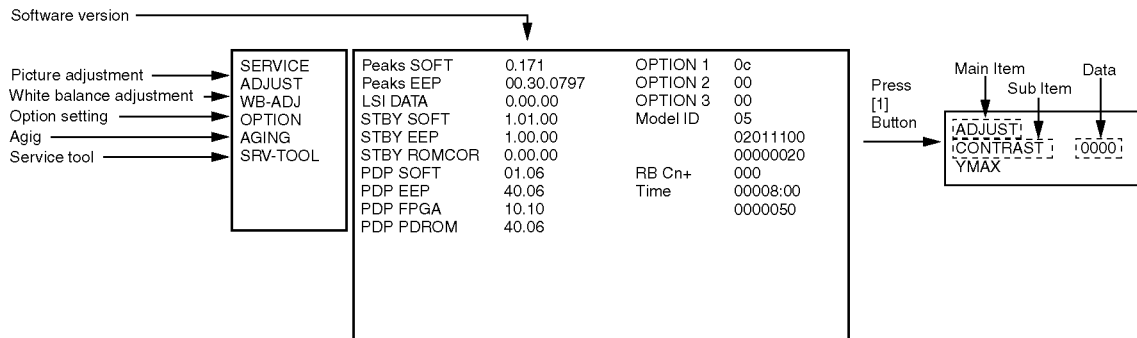 Software version
Picture adjustment
White balance adjustment
Option setting
Agig
Service tool
SERVICE
ADJUST
WB-ADJ
OPTION
AGING
SRV-TOOL
Peaks SOFT 0.171 OPTION 1 0c
Peaks EEP 00.30.0797 OPTION 2 00
LSI DATA 0.00.00 OPTION 3 00
STBY SOFT 1.01.00 Model ID 05
STBY EEP 1.00.00 02011100
STBY ROMCOR 0.00.00 00000020
PDP SOFT 01.06 RB Cn+ 000
PDP EEP 40.06 Time 00008:00
PDP FPGA 10.10 0000050
PDP PDROM 40.06
Press
[1]
Button
Main Item
Sub Item
Data
ADJUST
CONTRAST 0000
YMAX